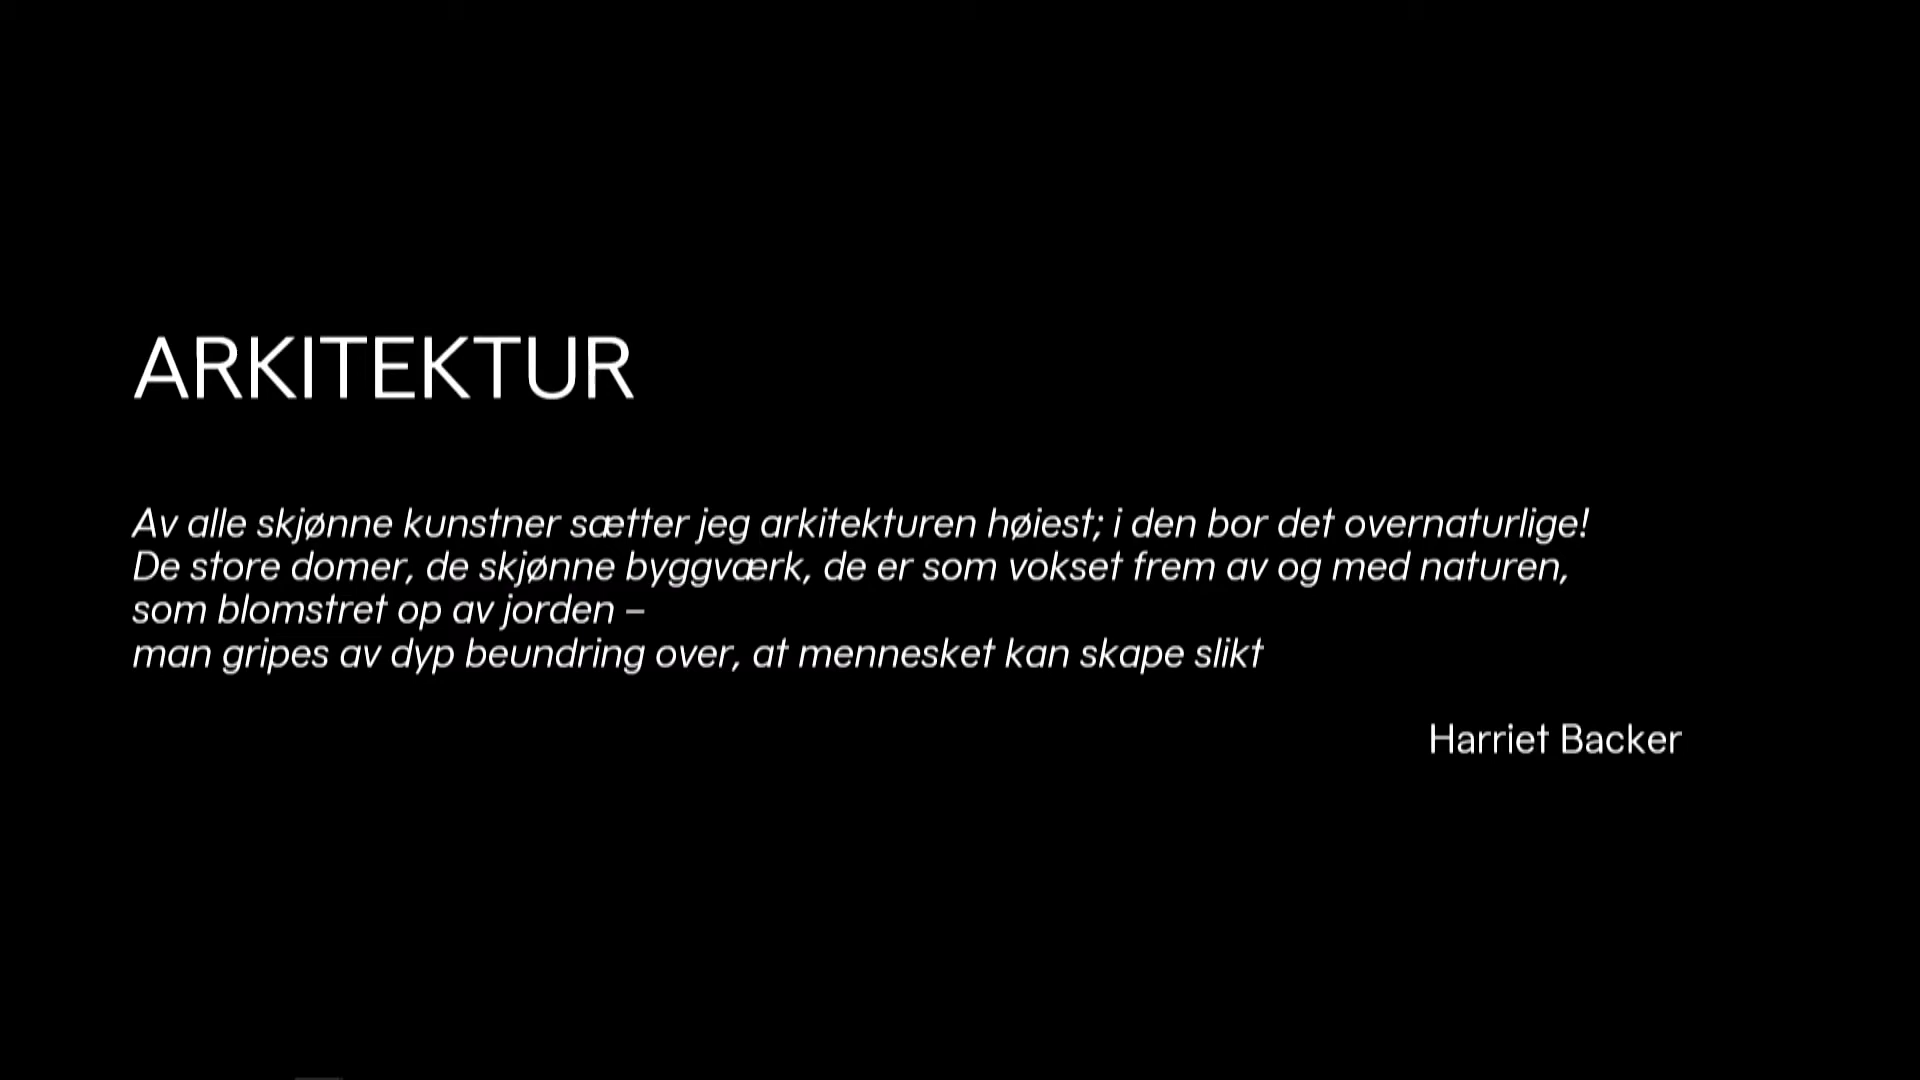 ARKITEKTUR
Av alle skjønne kunstner sætter jeg arkitekturen høiest; i den bor det overnaturlige!
De store domer, de skjønne byggværk, de er som vokset frem av og med naturen,
som blomstret op av jorden –
man gripes av dyp beundring over, at mennesket kan skape slikt
Harriet Backer